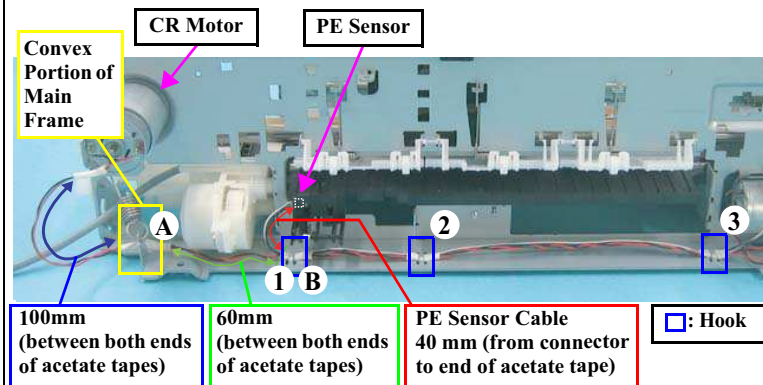 CR Motor
PE Sensor
Convex
Portion of
Main
Frame
A
2
3
1
B
100mm
(between both ends
of acetate tapes)
60mm
(between both ends
of acetate tapes)
PE Sensor Cable
40 mm (from connector
to end of acetate tape)
: Hook